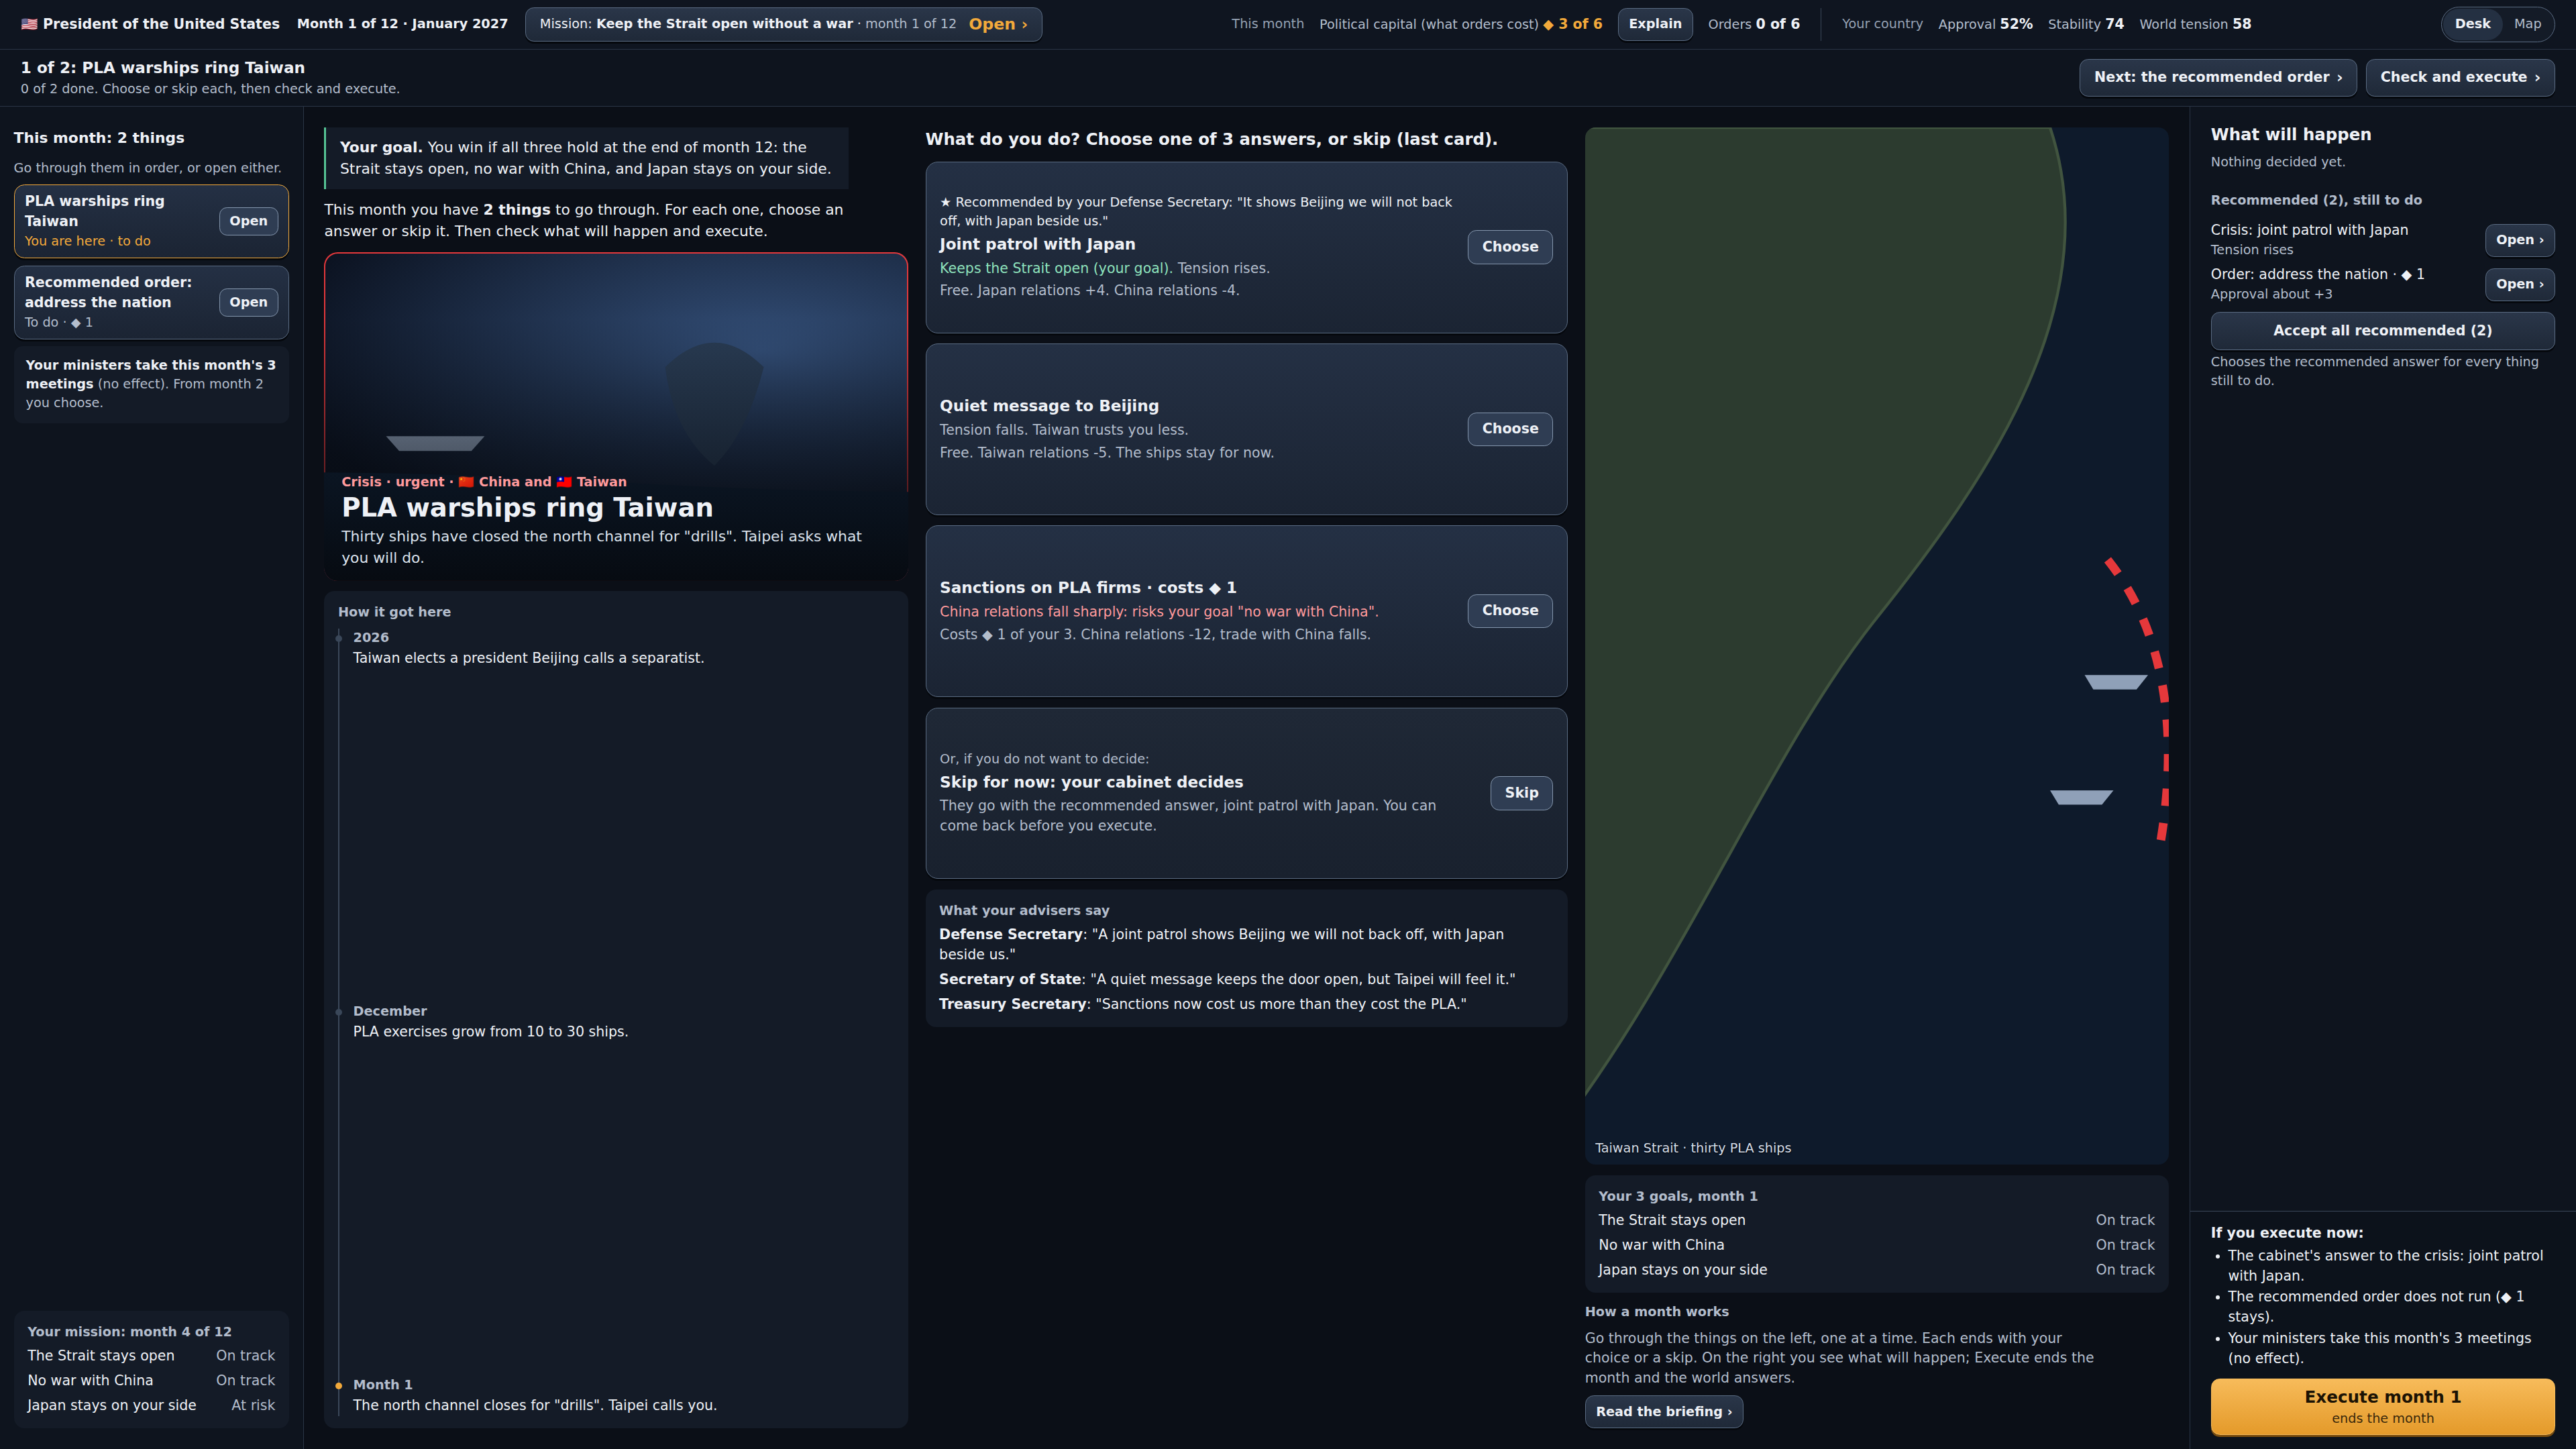 🇺🇸 President of the United States
Month 1 of 12 · January 2027
Mission: Keep the Strait open without a war · month 1 of 12 Open ›
This month Political capital (what orders cost) ◆ 3 of 6 Explain Orders 0 of 6
Your country Approval 52% Stability 74 World tension 58
Desk Map
1 of 2: PLA warships ring Taiwan
0 of 2 done. Choose or skip each, then check and execute.
Next: the recommended order ›
Check and execute ›
This month: 2 things
Go through them in order, or open either.
PLA warships ring
Taiwan
You are here · to do
Open
Recommended order:
address the nation
To do · ◆ 1
Open
Your ministers take this month's 3
meetings (no effect). From month 2
you choose.
Your mission: month 4 of 12
The Strait stays open On track
No war with China On track
Japan stays on your side At risk
Your goal. You win if all three hold at the end of month 12: the
Strait stays open, no war with China, and Japan stays on your side.
This month you have 2 things to go through. For each one, choose an
answer or skip it. Then check what will happen and execute.
Crisis · urgent · 🇨🇳 China and 🇹🇼 Taiwan
PLA warships ring Taiwan
Thirty ships have closed the north channel for "drills". Taipei asks what
you will do.
How it got here
2026
Taiwan elects a president Beijing calls a separatist.
December
PLA exercises grow from 10 to 30 ships.
Month 1
The north channel closes for "drills". Taipei calls you.
What do you do? Choose one of 3 answers, or skip (last card).
★ Recommended by your Defense Secretary: "It shows Beijing we will not back
off, with Japan beside us."
Joint patrol with Japan
Keeps the Strait open (your goal). Tension rises.
Free. Japan relations +4. China relations -4.
Choose
Quiet message to Beijing
Tension falls. Taiwan trusts you less.
Free. Taiwan relations -5. The ships stay for now.
Choose
Sanctions on PLA firms · costs ◆ 1
China relations fall sharply: risks your goal "no war with China".
Costs ◆ 1 of your 3. China relations -12, trade with China falls.
Choose
Or, if you do not want to decide:
Skip for now: your cabinet decides
They go with the recommended answer, joint patrol with Japan. You can
come back before you execute.
Skip
What your advisers say
Defense Secretary: "A joint patrol shows Beijing we will not back off, with Japan
beside us."
Secretary of State: "A quiet message keeps the door open, but Taipei will feel it."
Treasury Secretary: "Sanctions now cost us more than they cost the PLA."
Taiwan Strait · thirty PLA ships
Your 3 goals, month 1
The Strait stays open On track
No war with China On track
Japan stays on your side On track
How a month works
Go through the things on the left, one at a time. Each ends with your
choice or a skip. On the right you see what will happen; Execute ends the
month and the world answers.
Read the briefing ›
What will happen
Nothing decided yet.
Recommended (2), still to do
Crisis: joint patrol with Japan
Tension rises
Open ›
Order: address the nation · ◆ 1
Approval about +3
Open ›
Accept all recommended (2)
Chooses the recommended answer for every thing
still to do.
If you execute now:
• The cabinet's answer to the crisis: joint patrol
with Japan.
• The recommended order does not run (◆ 1
stays).
• Your ministers take this month's 3 meetings
(no effect).
Execute month 1
ends the month